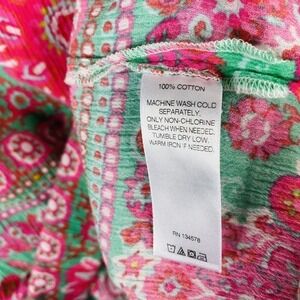 100% COTTON
MACHINE WASH COLD
SEPARATELY.
ONLY NON-CHLORINE
BLEACH WHEN NEEDED.
TUMBLE DRY LOW.
WARM IRON IF NEEDED.
RN 134578